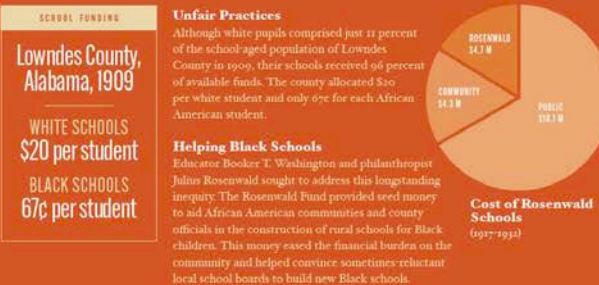 SCHOOL FUNDING
Lowndes County,
Alabama, 1909
WHITE SCHOOLS
$20 per student
BLACK SCHOOLS
67¢ per student
Unfair Practices
Although white pupils comprised just 11 percent
of the school-aged population of Lowndes
County in 1909, their schools received 96 percent
of available funds. The county allocated $20
per white student and only 67¢ for each African
American student.
Helping Black Schools
Educator Booker T. Washington and philanthropist
Julius Rosenwald sought to address this longstanding
inequity. The Rosenwald Fund provided seed money
to aid African American communities and county
officials in the construction of rural schools for Black
children. This money eased the financial burden on the
community and helped convince sometimes-reluctant
local school boards to build new Black schools.
ROSENWALD
$4.7 M
COMMUNITY
$4.3 M
PUBLIC
$18.1 M
Cost of Rosenwald
Schools
(1917-1932)